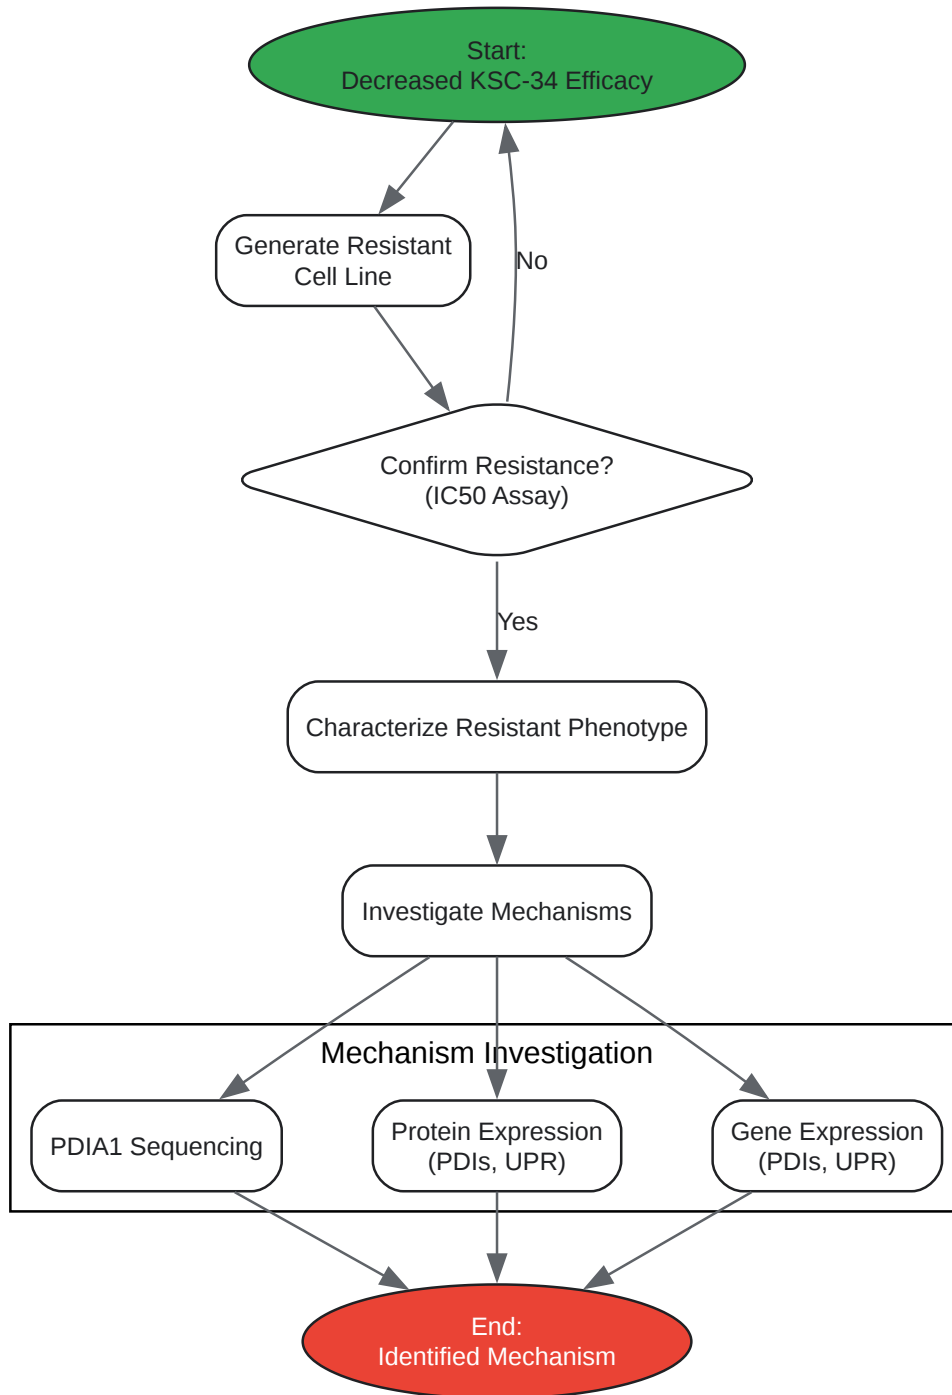 Start:
Decreased KSC-34 Efficacy
Generate Resistant
Cell Line
No
Confirm Resistance?
(IC50 Assay)
Yes
Characterize Resistant Phenotype
Investigate Mechanisms
Mechanism Investigation
PDIA1 Sequencing
Protein Expression
(PDIs, UPR)
Gene Expression
(PDIs, UPR)
End:
Identified Mechanism